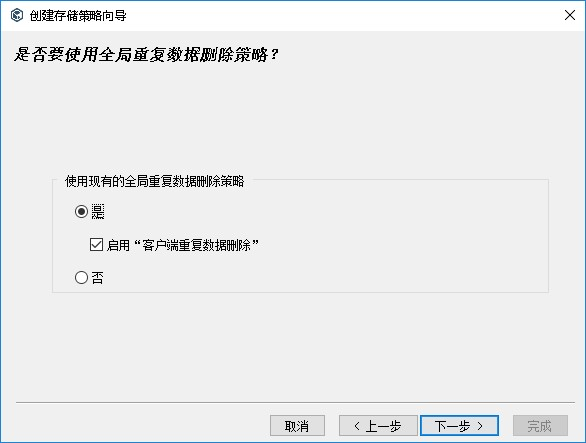 创建存储策略向导
是否要使用全局重复数据删除策略？
使用现有的全局重复数据删除策略
是
启用“客户端重复数据删除”
否
取消 < 上一步 下一步 > 完成